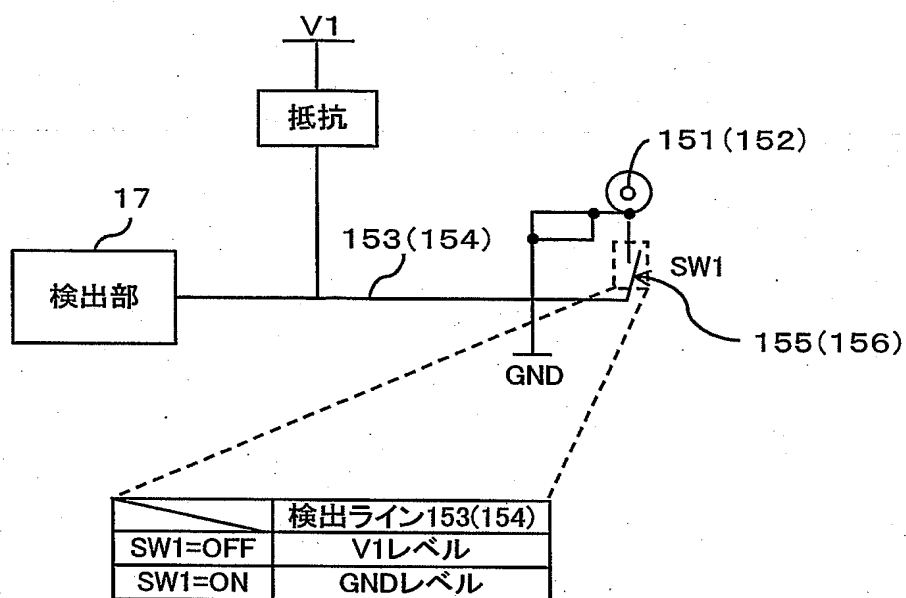 V1
抵抗
151(152)
17
153(154)
検出部
SW1
155(156)
GND
検出ライン153(154)
SW1=OFF V1レベル
SW1=ON GNDレベル